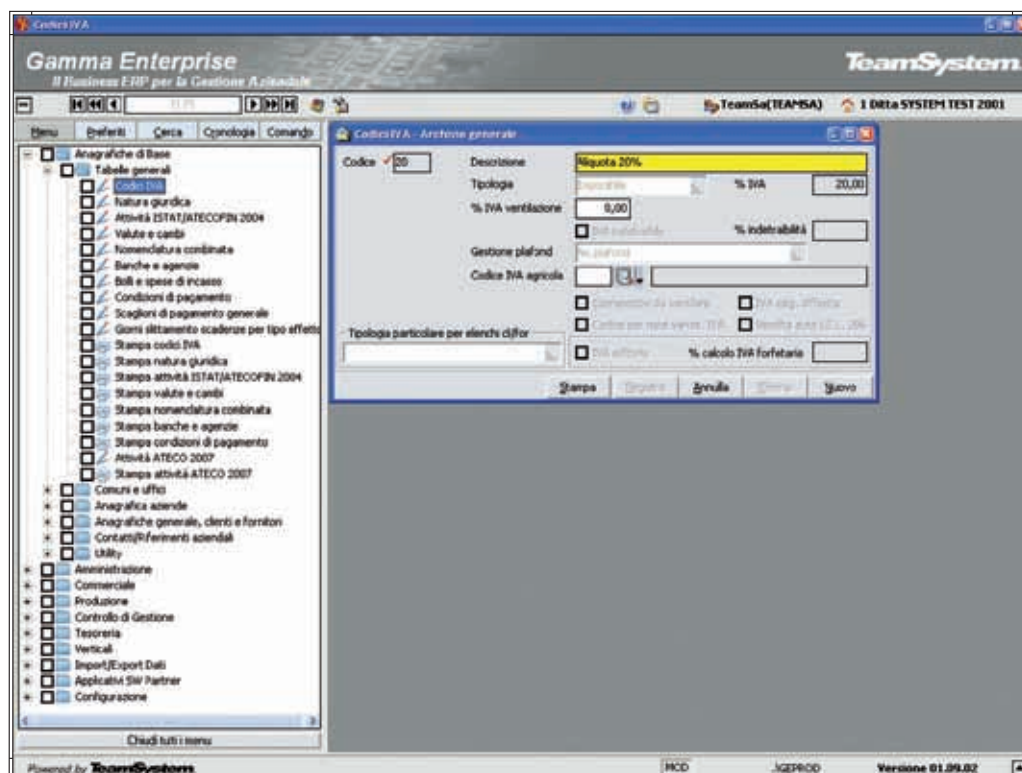 Codici IVA
Gamma Enterprise
Il Business ERP per la Gestione Aziendale
TeamSystem
TeamSa(TEAMSA)
1 Ditta SYSTEM TEST 2001
Menu Preferiti Cerca Cronologia Comando
Anagrafiche di Base
Tabelle generali
Codici IVA
Natura giuridica
Attività ISTAT/ATECOFIN 2004
Valute e cambi
Nomenclatura combinata
Banche e agenzie
Bolli e spese di incasso
Condizioni di pagamento
Scaglioni di pagamento generale
Giorni slittamento scadenze per tipo effetto
Stampa codici IVA
Stampa natura giuridica
Stampa attività ISTAT/ATECOFIN 2004
Stampa valute e cambi
Stampa nomenclatura combinata
Stampa banche e agenzie
Stampa condizioni di pagamento
Attività ATECO 2007
Stampa attività ATECO 2007
Comuni e uffici
Anagrafica aziende
Anagrafiche generale, clienti e fornitori
Contatti/Riferimenti aziendali
Utility
Amministrazione
Commerciale
Produzione
Controllo di Gestione
Tesoreria
Verticali
Import/Export Dati
Applicativi SW Partner
Configurazione
Chiudi tutti i menu
Codici IVA - Archivio generale
Codice 20 Descrizione Aliquota 20%
Tipologia Imponibile % IVA 20,00
% IVA ventilazione 0,00
% indetraibilità
Gestione plafond No plafond
Codice IVA agricola
Tipologia particolare per elenchi cli/for
% calcolo IVA forfetaria
Stampa Registra Annulla Elimina Nuovo
Powered by TeamSystem
MOD
Versione 01.09.02